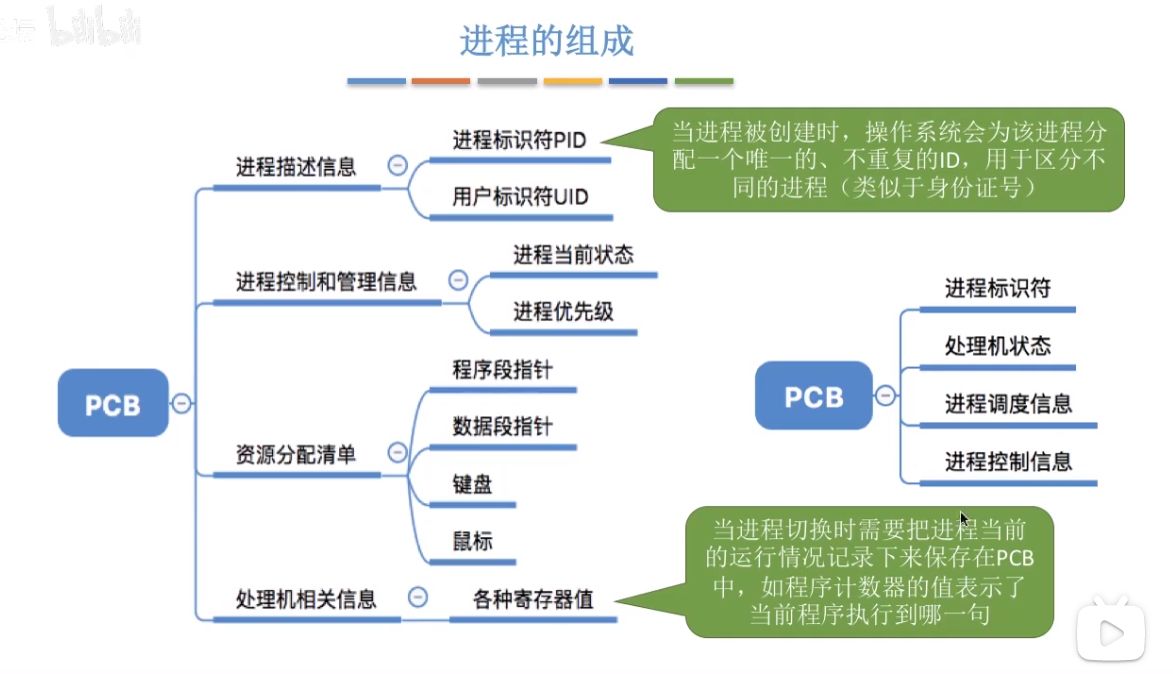 bilibili
进程的组成
进程标识符PID
进程描述信息
用户标识符UID
当进程被创建时，操作系统会为该进程分
配一个唯一的、不重复的ID，用于区分不
同的进程（类似于身份证号）
进程当前状态
进程控制和管理信息
进程优先级
程序段指针
数据段指针
PCB
资源分配清单
键盘
鼠标
处理机相关信息
各种寄存器值
进程标识符
处理机状态
PCB
进程调度信息
进程控制信息
当进程切换时需要把进程当前
的运行情况记录下来保存在PCB
中，如程序计数器的值表示了
当前程序执行到哪一句